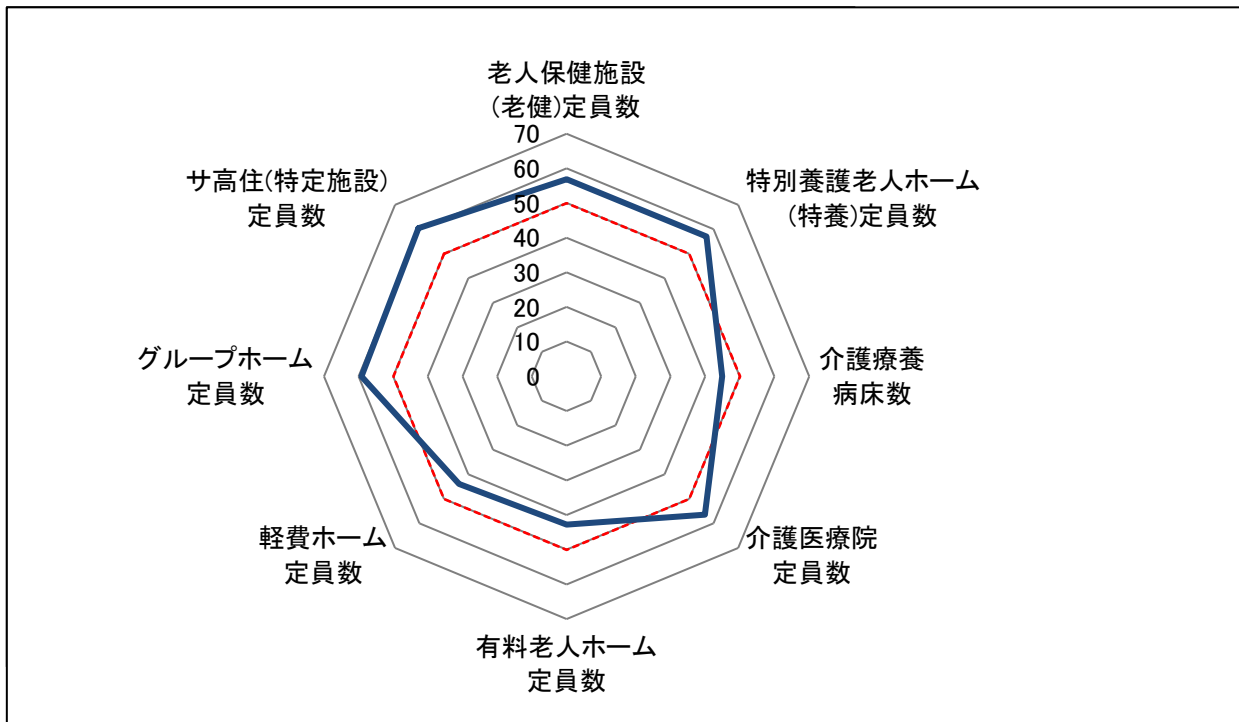 老人保健施設
(老健)定員数
特別養護老人ホーム
(特養)定員数
介護療養
病床数
介護医療院
定員数
有料老人ホーム
定員数
軽費ホーム
定員数
グループホーム
定員数
サ高住(特定施設)
定員数
70
60
50
40
30
20
10
0